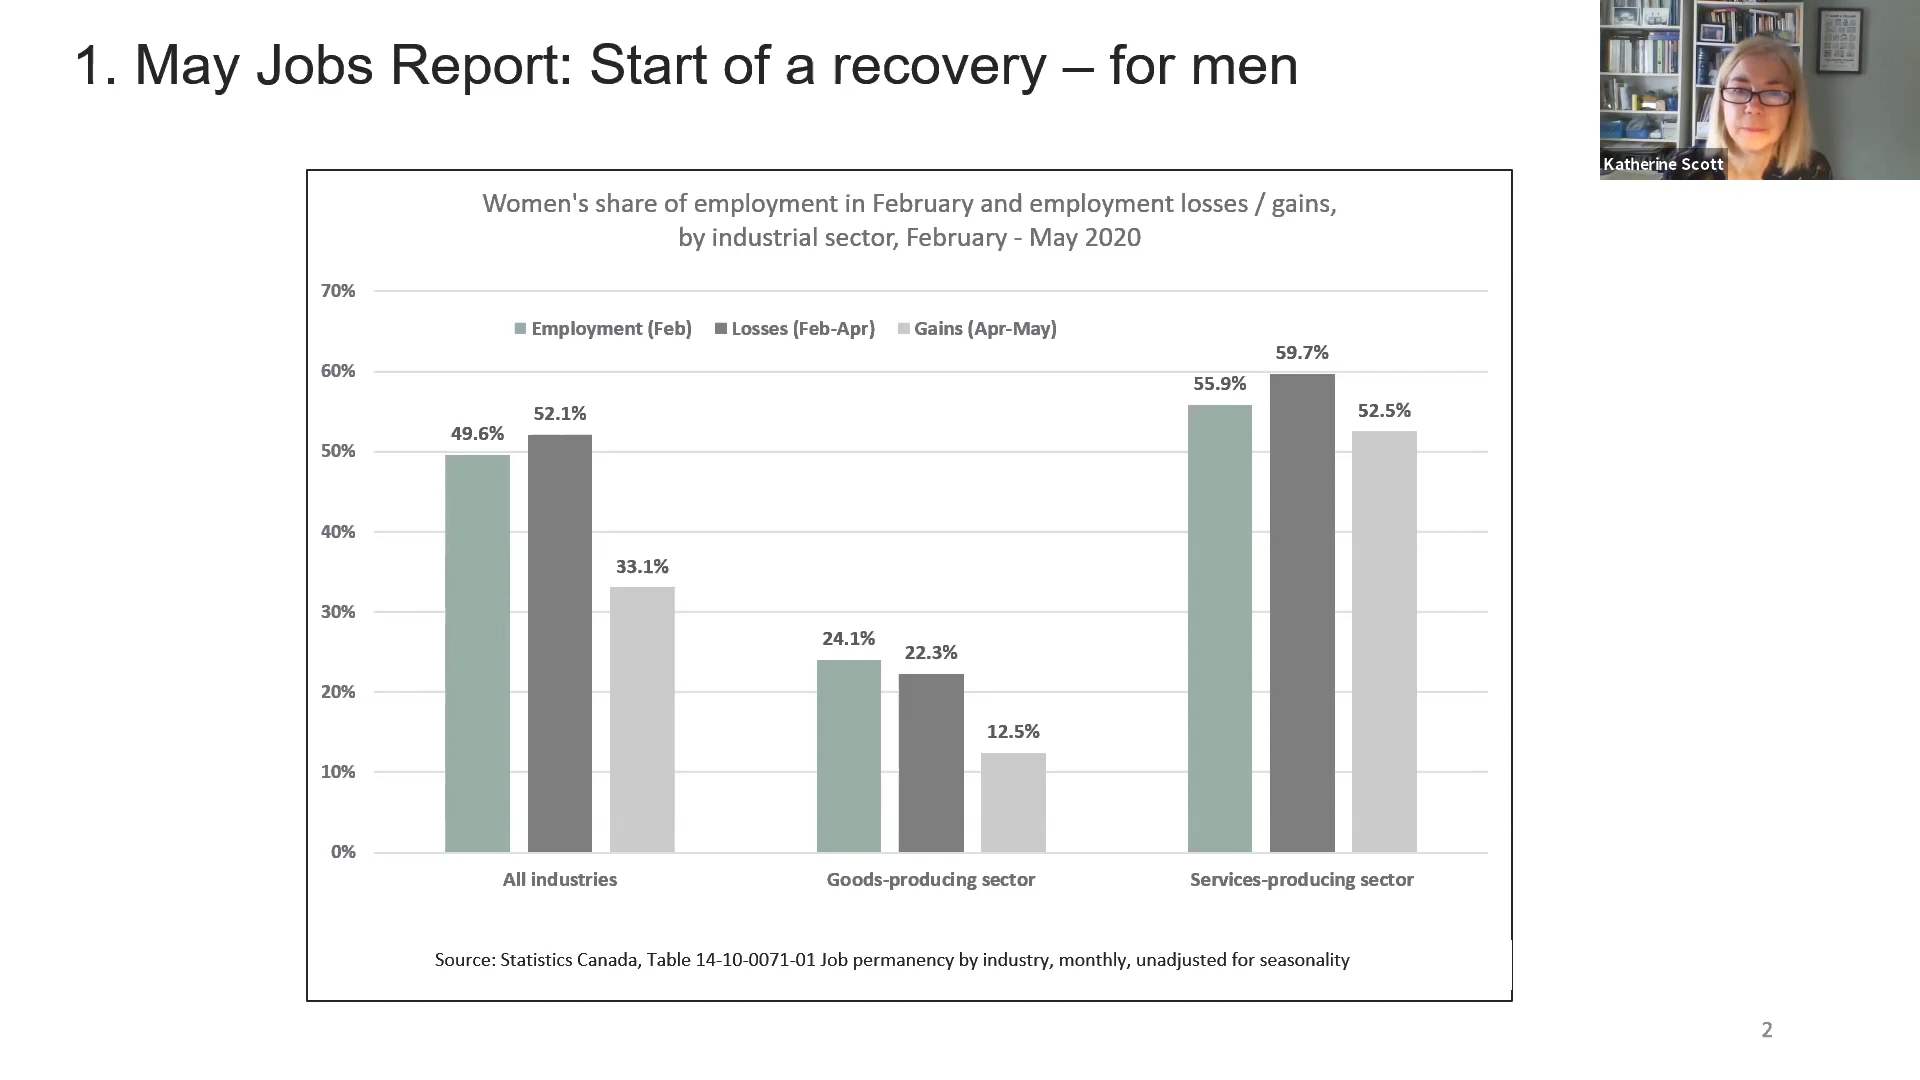 1. May Jobs Report: Start of a recovery – for men
Katherine Scott
Women's share of employment in February and employment losses / gains,
by industrial sector, February - May 2020
70%
Employment (Feb) Losses (Feb-Apr) Gains (Apr-May)
59.7%
60%
55.9%
52.1%
52.5%
49.6%
50%
40%
33.1%
30%
24.1%
22.3%
20%
12.5%
10%
0%
All industries Goods-producing sector Services-producing sector
Source: Statistics Canada, Table 14-10-0071-01 Job permanency by industry, monthly, unadjusted for seasonality
2